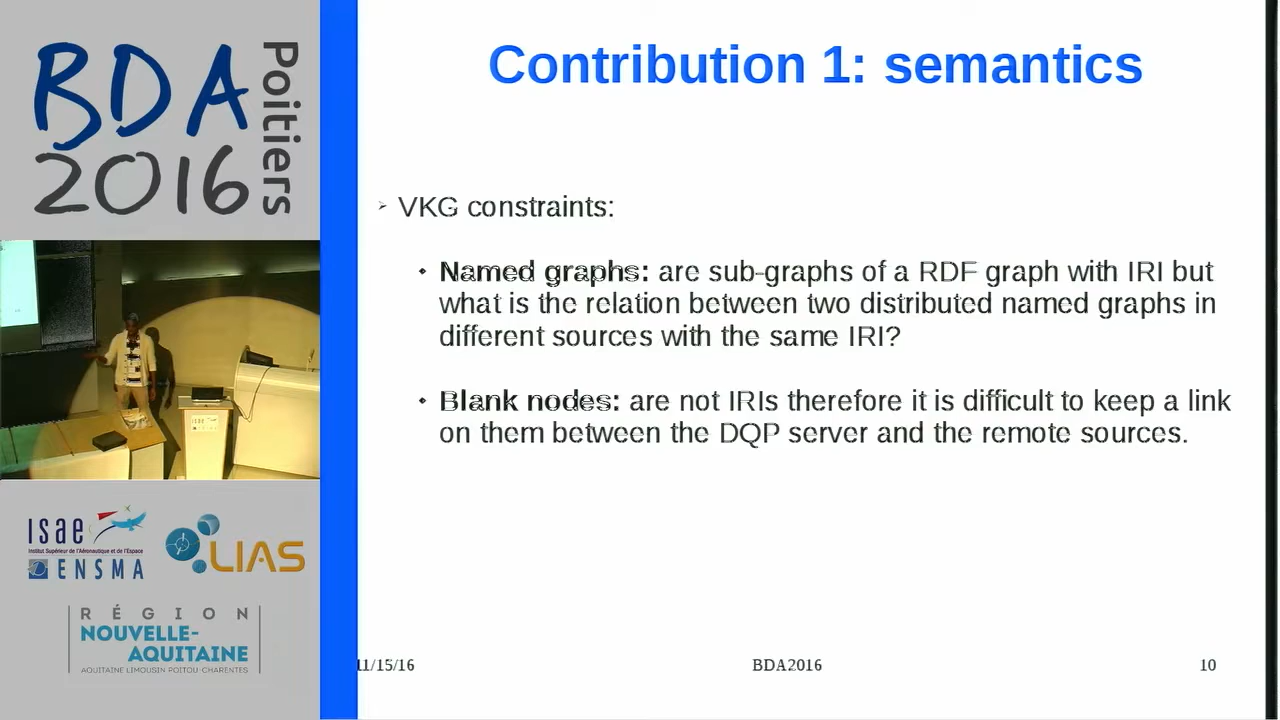 BDA
2016
Poitiers
isae
Institut Supérieur de l'Aéronautique et de l'Espace
ENSMA
LIAS
RÉGION
NOUVELLE-
AQUITAINE
AQUITAINE LIMOUSIN POITOU-CHARENTES
Contribution 1: semantics
VKG constraints:
Named graphs: are sub-graphs of a RDF graph with IRI but
what is the relation between two distributed named graphs in
different sources with the same IRI?
Blank nodes: are not IRIs therefore it is difficult to keep a link
on them between the DQP server and the remote sources.
11/15/16
BDA2016
10